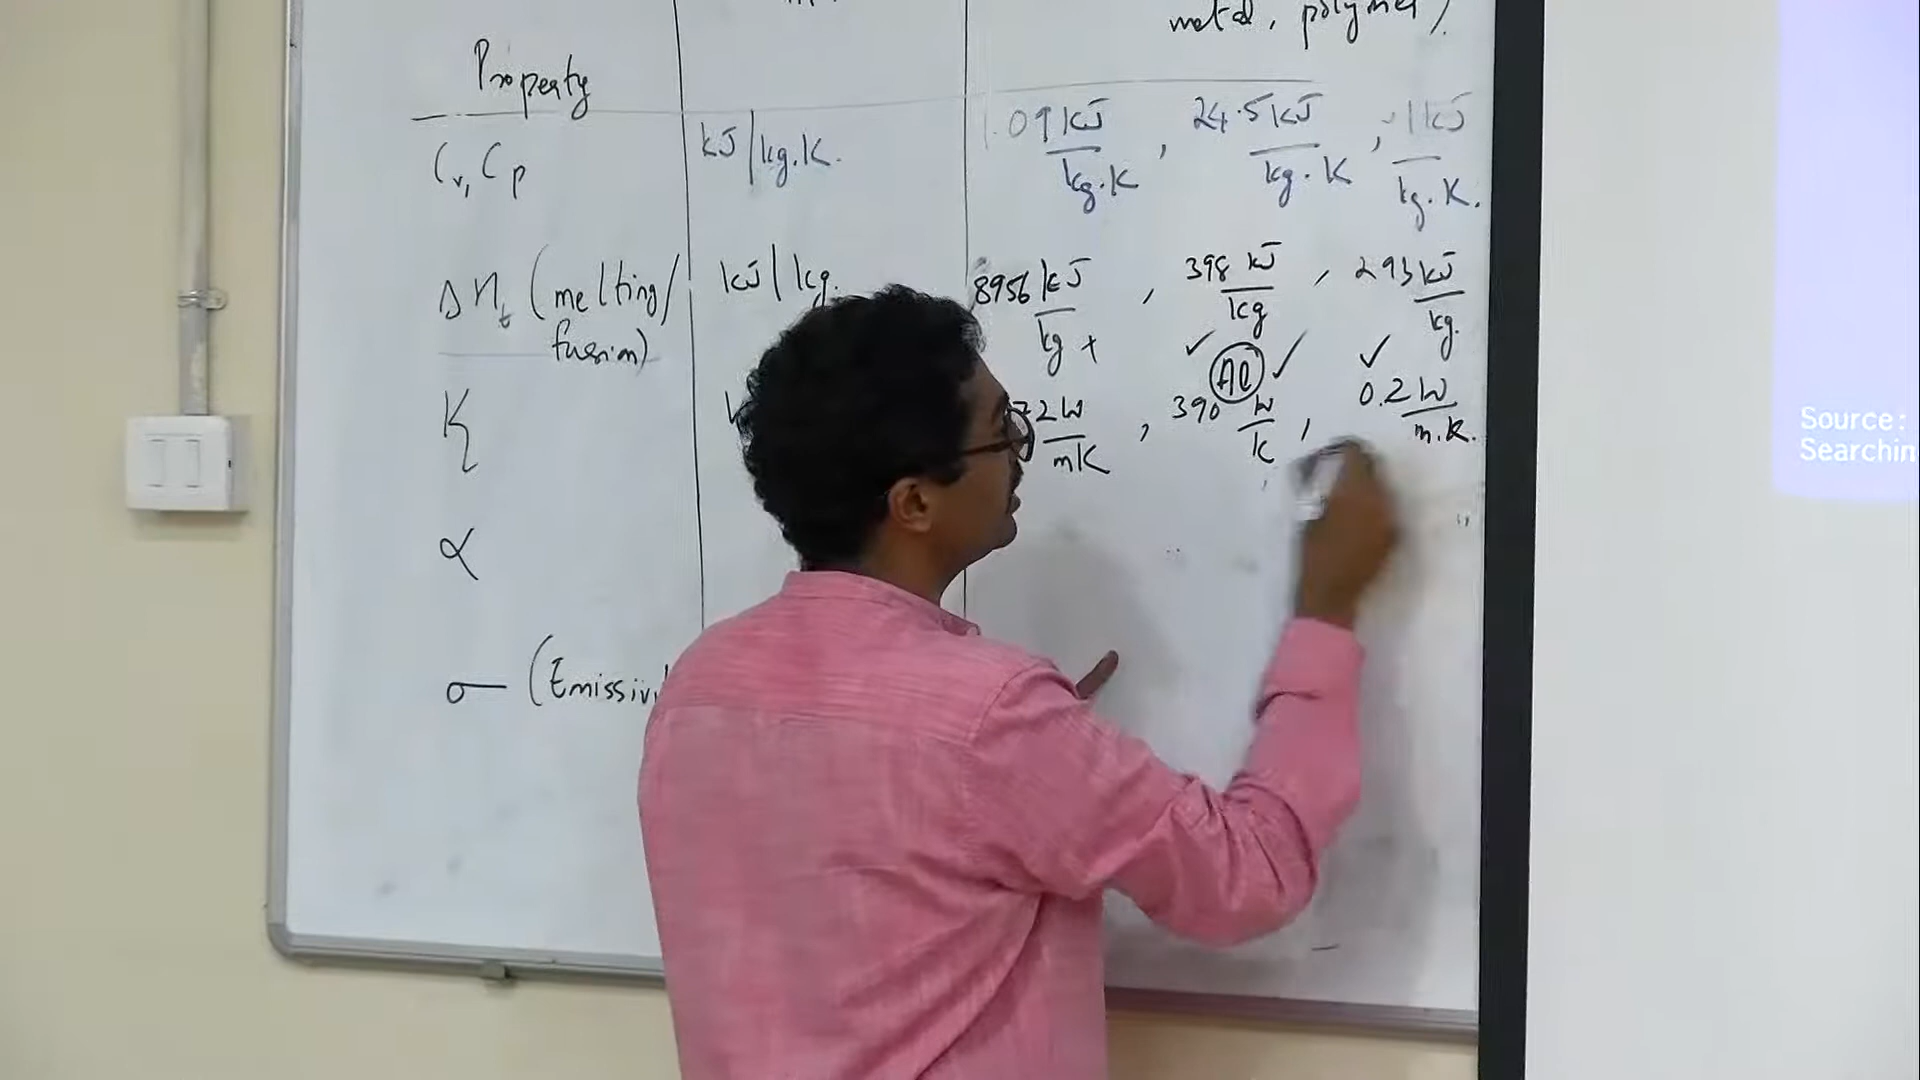 metal, polymer).
Property
Cv, Cp kJ/kg.K. 1.09 kJ/kg.K , 24.5 kJ/kg.K , .1 kJ/kg.K.
ΔHt (melting/ kJ/kg. 8956 kJ/kg , 398 kJ/kg , 293 kJ/kg.
fusion) + ✓ Al ✓ ✓
K 72 W/mK , 390 W/K , 0.2 W/m.K.
α
σ (Emissivi
Source:
Searchin